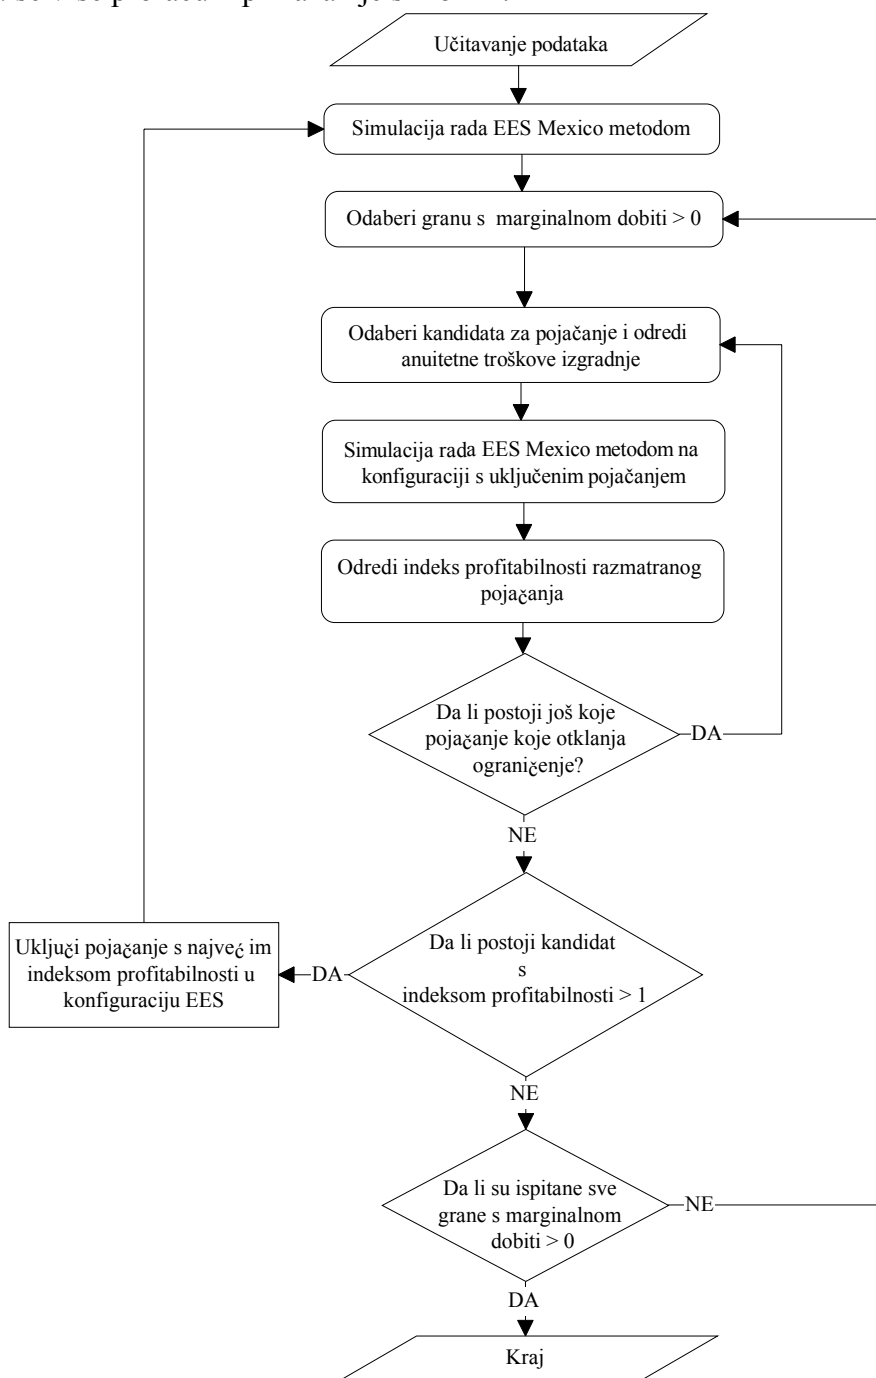 Učitavanje podataka
Simulacija rada EES Mexico metodom
Odaberi granu s marginalnom dobiti > 0
Odaberi kandidata za pojačanje i odredi
anuitetne troškove izgradnje
Simulacija rada EES Mexico metodom na
konfiguraciji s uključenim pojačanjem
Odredi indeks profitabilnosti razmatranog
pojačanja
Da li postoji još koje
pojačanje koje otklanja
ograničenje?
DA
NE
Da li postoji kandidat
s
indeksom profitabilnosti > 1
DA
Uključi pojačanje s najveć im
indeksom profitabilnosti u
konfiguraciju EES
NE
Da li su ispitane sve
grane s marginalnom
dobiti > 0
NE
DA
Kraj